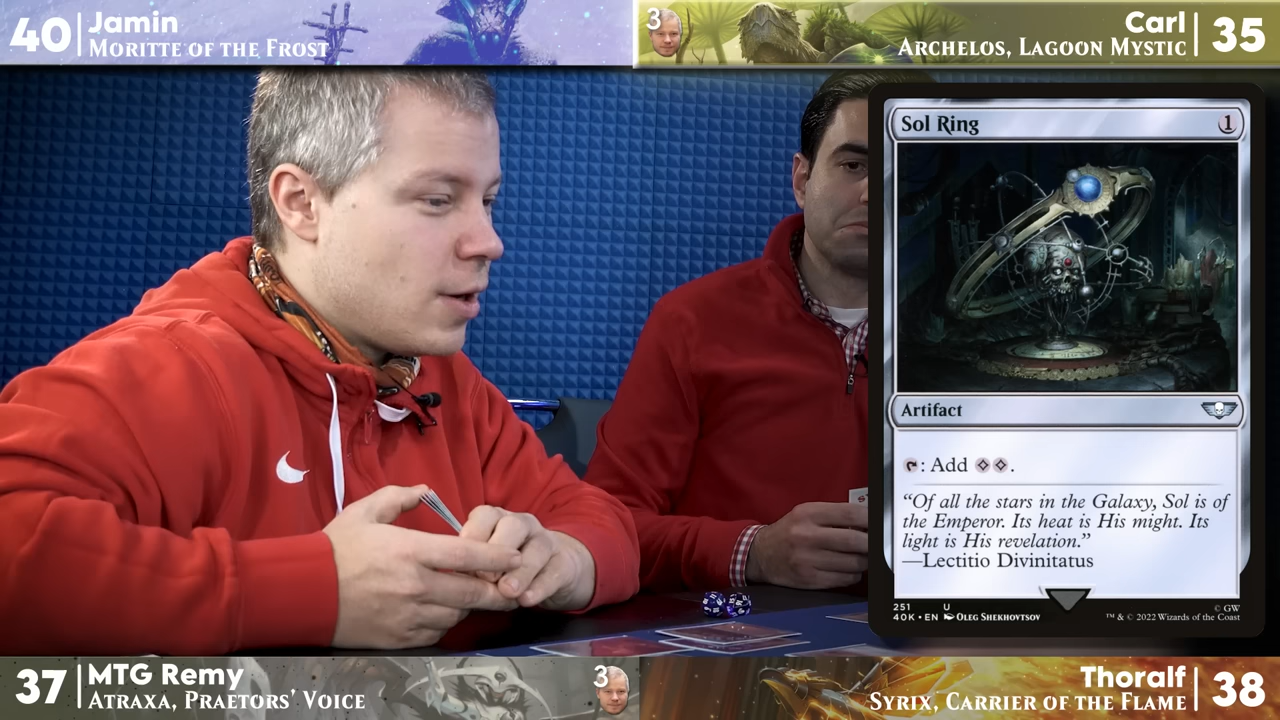 40 Jamin
Moritte of the Frost
3
Carl 35
Archelos, Lagoon Mystic
Sol Ring 1
Artifact
: Add .
“Of all the stars in the Galaxy, Sol is of
the Emperor. Its heat is His might. Its
light is His revelation.”
—Lectitio Divinitatus
251 U
40K • EN Oleg Shekhovtsov
© GW
™ & © 2022 Wizards of the Coast
37 MTG Remy
Atraxa, Praetors’ Voice
3
Thoralf 38
Syrix, Carrier of the Flame